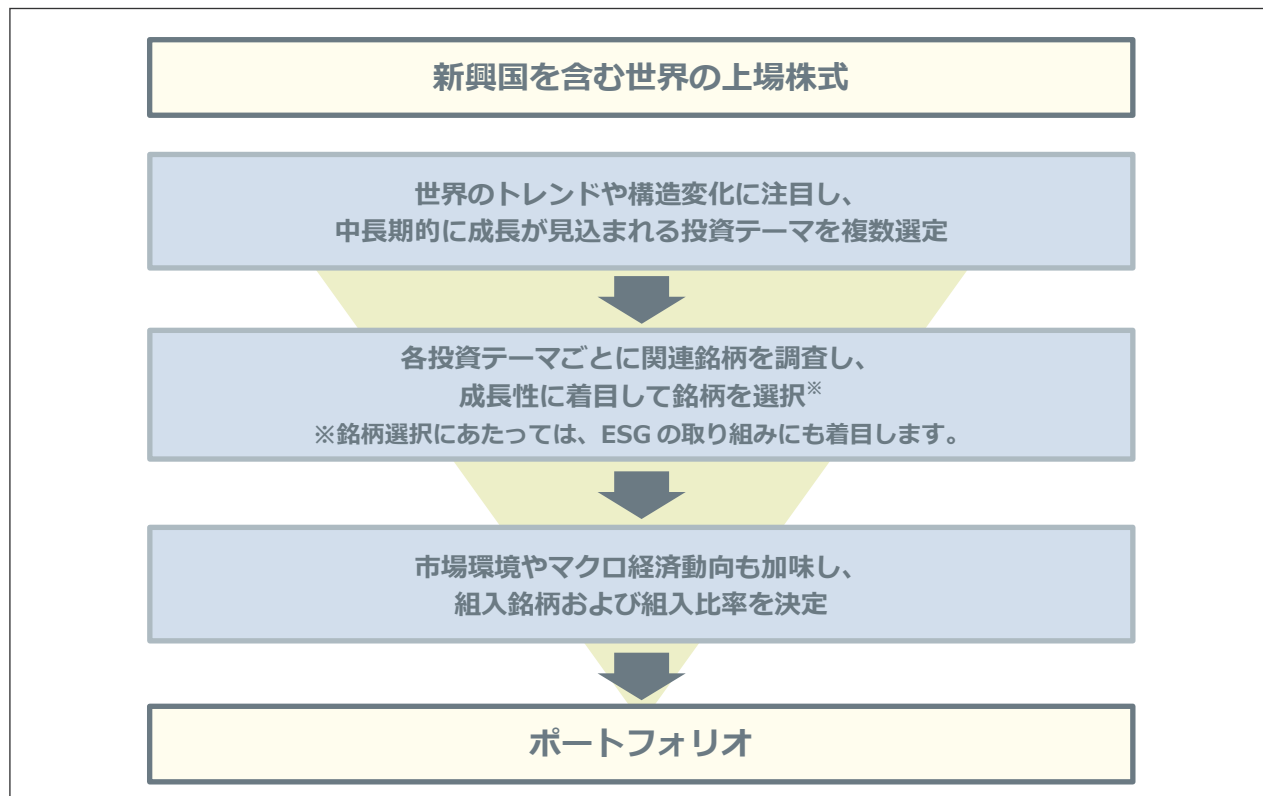 新興国を含む世界の上場株式
世界のトレンドや構造変化に注目し、
中長期的に成長が見込まれる投資テーマを複数選定
各投資テーマごとに関連銘柄を調査し、
成長性に着目して銘柄を選択※
※銘柄選択にあたっては、ESG の取り組みにも着目します。
市場環境やマクロ経済動向も加味し、
組入銘柄および組入比率を決定
ポートフォリオ